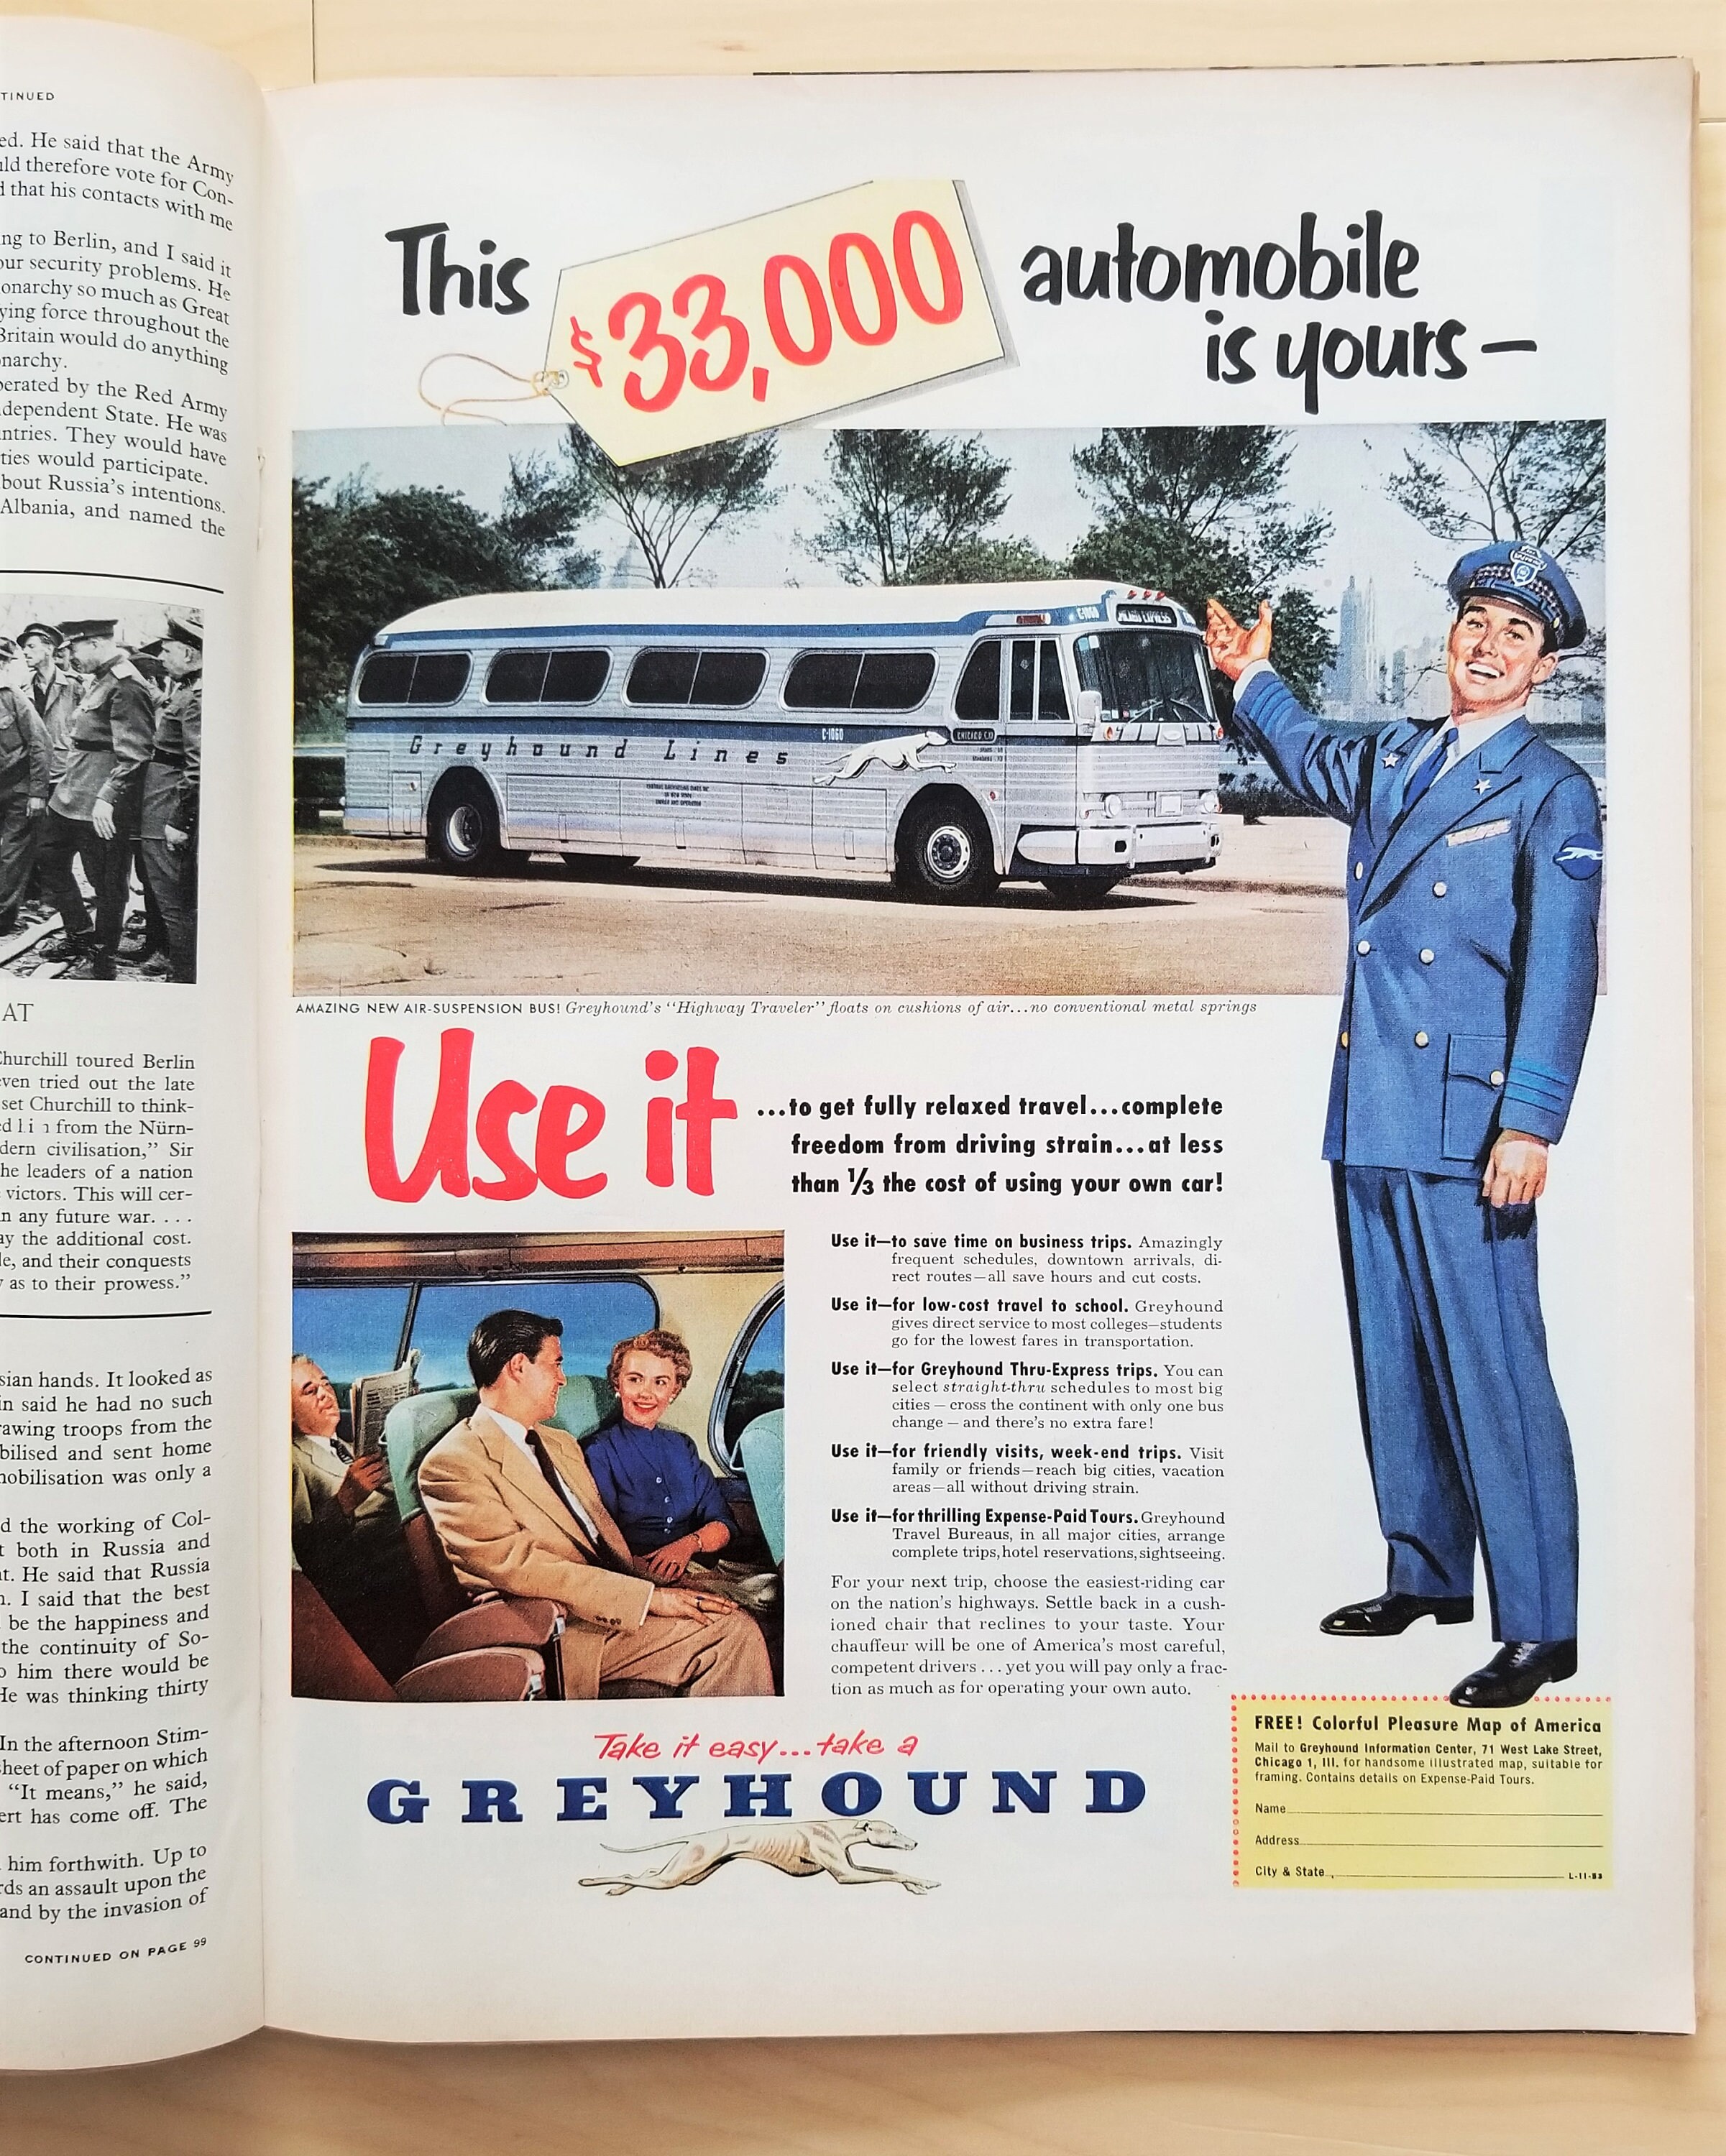 TINUED
ed. He said that the Army
uld therefore vote for Con-
d that his contacts with me
ng to Berlin, and I said it
our security problems. He
onarchy so much as Great
ying force throughout the
Britain would do anything
onarchy.
perated by the Red Army
dependent State. He was
ntries. They would have
ties would participate.
bout Russia's intentions.
Albania, and named the
AT
Churchill toured Berlin
ven tried out the late
set Churchill to think-
from the Nürn-
dern civilisation,” Sir
he leaders of a nation
victors. This will cer-
n any future war. . . .
ay the additional cost.
le, and their conquests
as to their prowess.”
sian hands. It looked as
in said he had no such
rawing troops from the
bilised and sent home
mobilisation was only a
d the working of Col-
t both in Russia and
t. He said that Russia
n. I said that the best
be the happiness and
the continuity of So-
o him there would be
He was thinking thirty
In the afternoon Stim-
sheet of paper on which
“It means,” he said,
ert has come off. The
him forthwith. Up to
rds an assault upon the
and by the invasion of
CONTINUED ON PAGE 99
This $33,000 automobile
is yours—
C-1060
Greyhound Lines
C-1060
CHICAGO
AMAZING NEW AIR-SUSPENSION BUS! Greyhound's “Highway Traveler” floats on cushions of air...no conventional metal springs
Use it ...to get fully relaxed travel...complete
freedom from driving strain...at less
than 1/3 the cost of using your own car!
Use it—to save time on business trips. Amazingly
frequent schedules, downtown arrivals, di-
rect routes—all save hours and cut costs.
Use it—for low-cost travel to school. Greyhound
gives direct service to most colleges—students
go for the lowest fares in transportation.
Use it—for Greyhound Thru-Express trips. You can
select straight-thru schedules to most big
cities — cross the continent with only one bus
change — and there's no extra fare!
Use it—for friendly visits, week-end trips. Visit
family or friends—reach big cities, vacation
areas—all without driving strain.
Use it—for thrilling Expense-Paid Tours. Greyhound
Travel Bureaus, in all major cities, arrange
complete trips, hotel reservations, sightseeing.
For your next trip, choose the easiest-riding car
on the nation's highways. Settle back in a cush-
ioned chair that reclines to your taste. Your
chauffeur will be one of America's most careful,
competent drivers . . . yet you will pay only a frac-
tion as much as for operating your own auto.
Take it easy...take a
GREYHOUND
FREE! Colorful Pleasure Map of America
Mail to Greyhound Information Center, 71 West Lake Street,
Chicago 1, Ill. for handsome illustrated map, suitable for
framing. Contains details on Expense-Paid Tours.
Name
Address
City & State
L-11-53